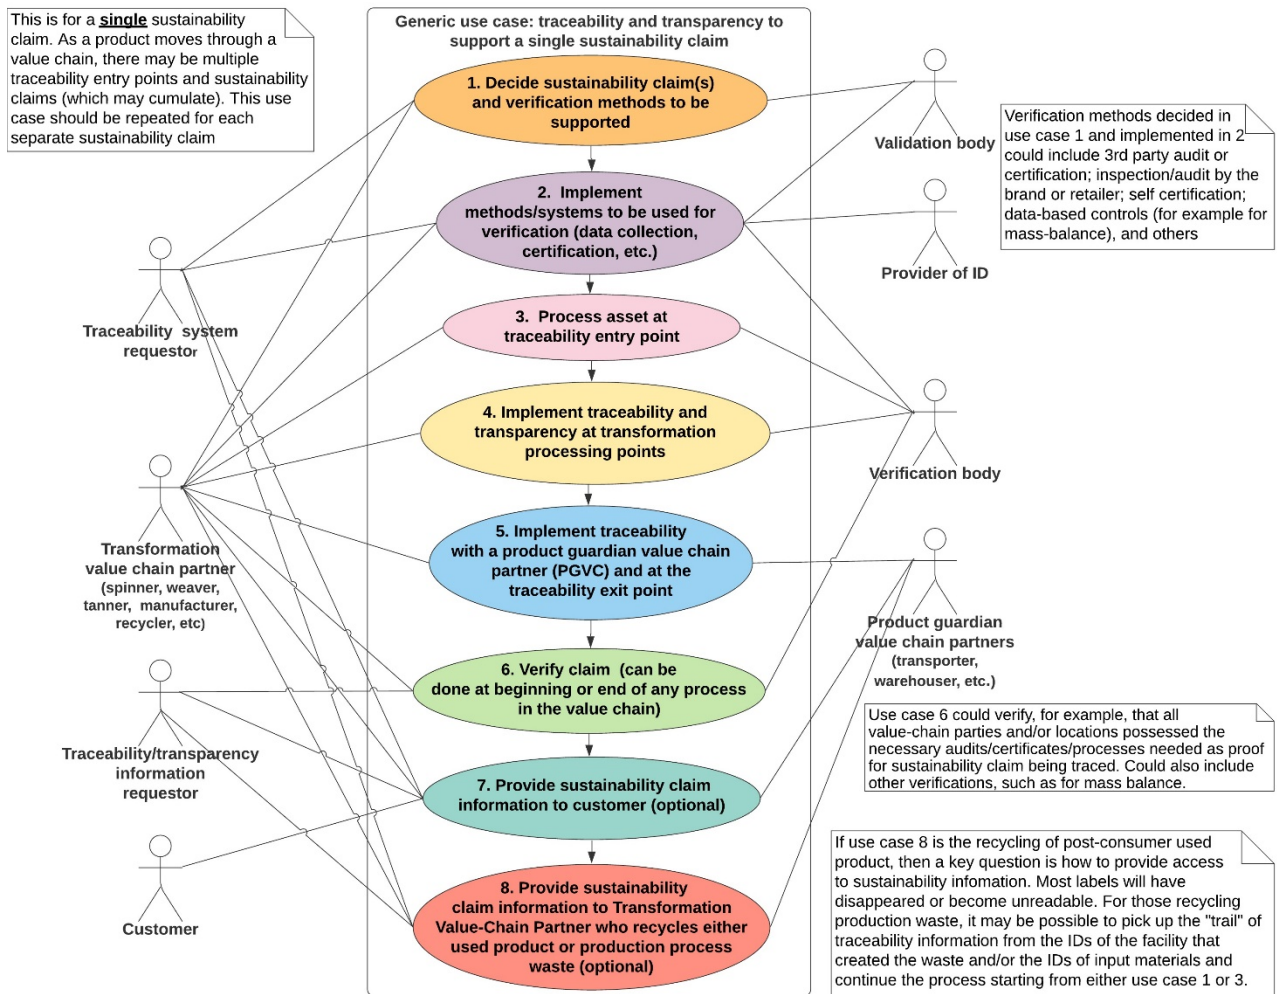 This is for a single sustainability
claim. As a product moves through a
value chain, there may be multiple
traceability entry points and sustainability
claims (which may cumulate). This use
case should be repeated for each
separate sustainability claim
Generic use case: traceability and transparency to
support a single sustainability claim
1. Decide sustainability claim(s)
and verification methods to be
supported
2. Implement
methods/systems to be used for
verification (data collection,
certification, etc.)
3. Process asset at
traceability entry point
4. Implement traceability and
transparency at transformation
processing points
5. Implement traceability
with a product guardian value chain
partner (PGVC) and at the
traceability exit point
6. Verify claim (can be
done at beginning or end of any process
in the value chain)
7. Provide sustainability claim
information to customer (optional)
8. Provide sustainability
claim information to Transformation
Value-Chain Partner who recycles either
used product or production process
waste (optional)
Traceability system
requestor
Transformation
value chain partner
(spinner, weaver,
tanner, manufacturer,
recycler, etc)
Traceability/transparency
information
requestor
Customer
Validation body
Provider of ID
Verification body
Product guardian
value chain partners
(transporter,
warehouser, etc.)
Verification methods decided in
use case 1 and implemented in 2
could include 3rd party audit or
certification; inspection/audit by the
brand or retailer; self certification;
data-based controls (for example for
mass-balance), and others
Use case 6 could verify, for example, that all
value-chain parties and/or locations possessed the
necessary audits/certificates/processes needed as proof
for sustainability claim being traced. Could also include
other verifications, such as for mass balance.
If use case 8 is the recycling of post-consumer used
product, then a key question is how to provide access
to sustainability infomation. Most labels will have
disappeared or become unreadable. For those recycling
production waste, it may be possible to pick up the "trail" of
traceability information from the IDs of the facility that
created the waste and/or the IDs of input materials and
continue the process starting from either use case 1 or 3.